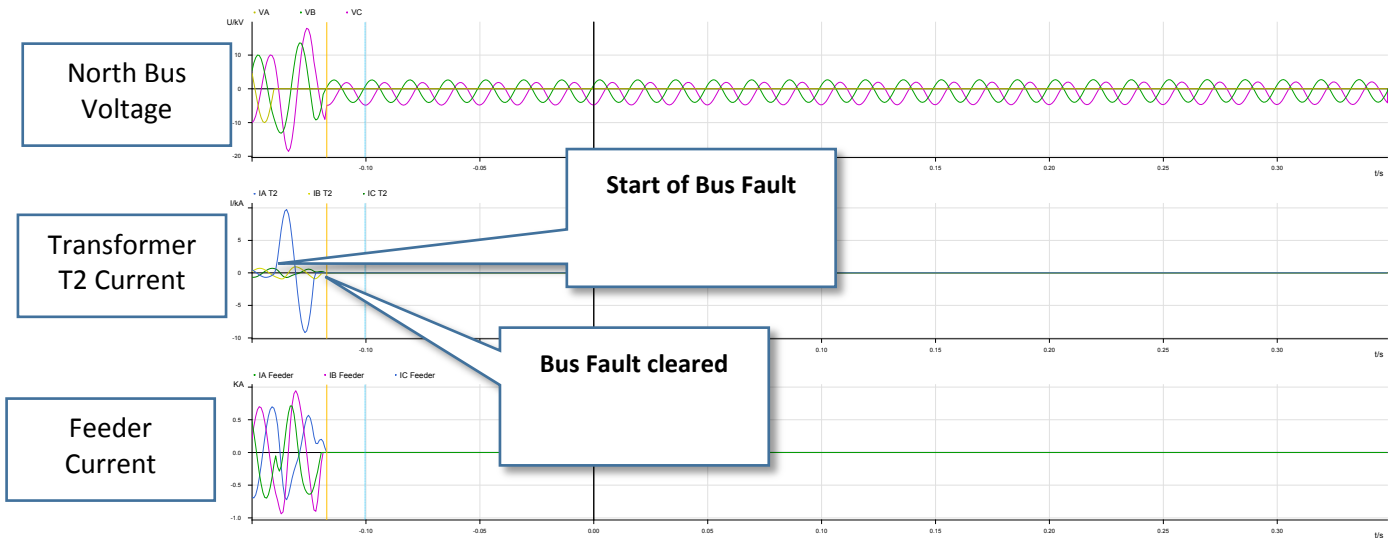 • VA • VB • VC
U/kV
10
0
-10
-20
-0.10
-0.05
0.10
0.15
0.20
0.25
0.30
t/s
North Bus
Voltage
Start of Bus Fault
• IA T2 • IB T2 • IC T2
I/kA
5
0
-5
-10
-0.10
0.10
0.15
0.20
0.25
0.30
t/s
Transformer
T2 Current
Bus Fault cleared
• IA Feeder • IB Feeder • IC Feeder
KA
0.5
0.0
-0.5
-1.0
-0.10
-0.05
0.00
0.05
0.10
0.15
0.20
0.25
0.30
t/s
Feeder
Current